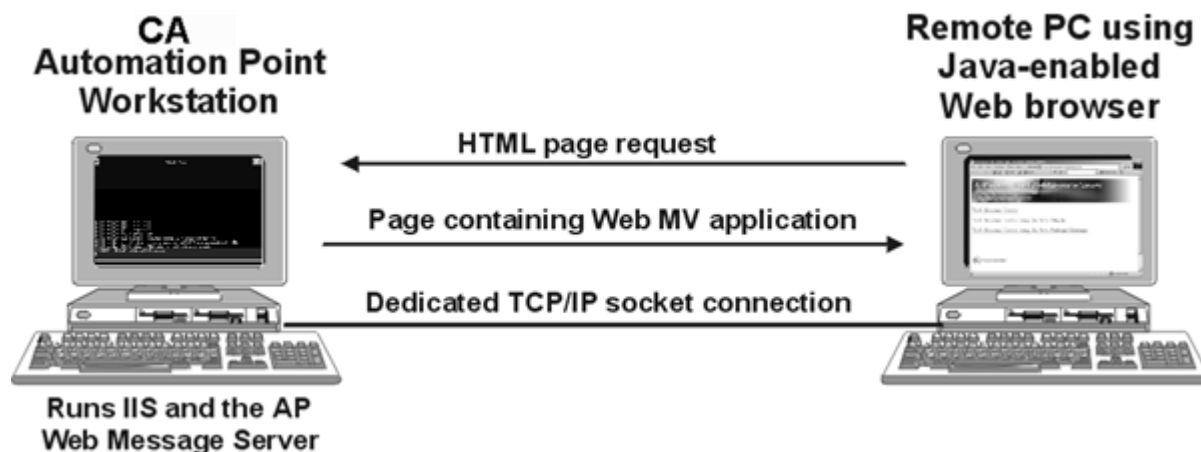 CA
Automation Point
Workstation
Remote PC using
Java-enabled
Web browser
HTML page request
Page containing Web MV application
Dedicated TCP/IP socket connection
Runs IIS and the AP
Web Message Server